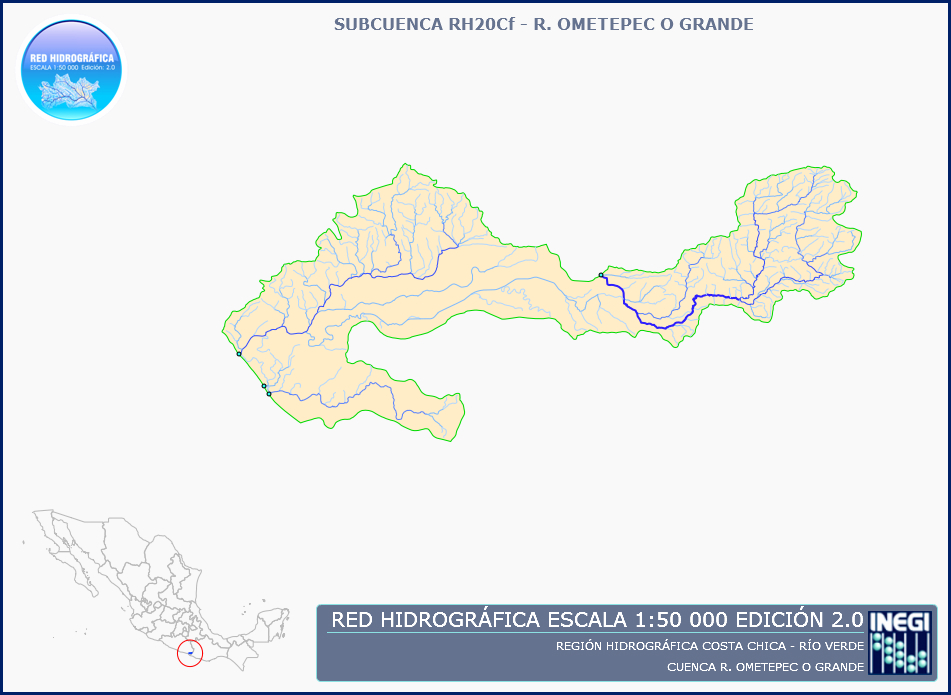 SUBCUENCA RH20Cf - R. OMETEPEC O GRANDE
RED HIDROGRÁFICA
ESCALA 1:50 000 Edición: 2.0
RED HIDROGRÁFICA ESCALA 1:50 000 EDICIÓN 2.0
REGIÓN HIDROGRÁFICA COSTA CHICA - RÍO VERDE
CUENCA R. OMETEPEC O GRANDE
INEGI